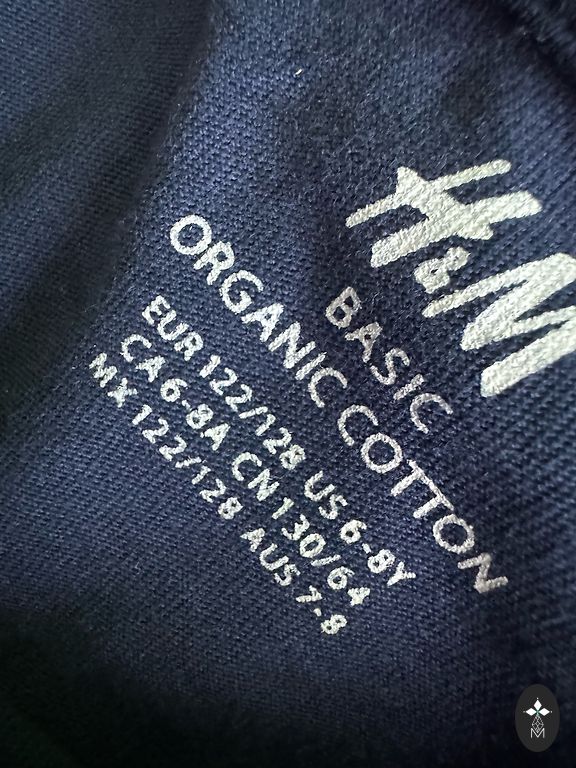 H&M
BASIC
ORGANIC COTTON
EUR 122/128 US 6-8Y
CA 6-8A CN 130/64
MX 122/128 AUS 7-8
M